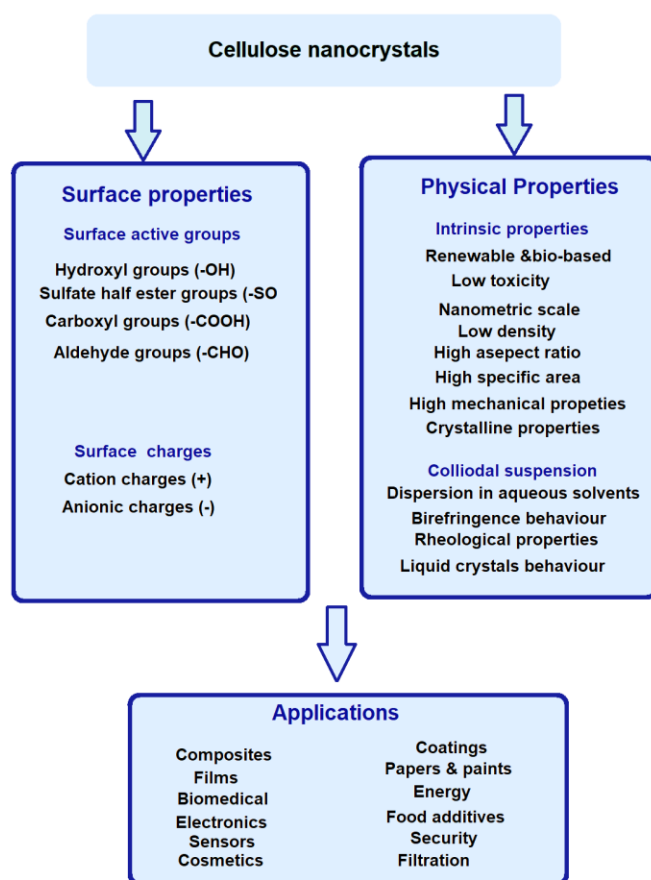 Cellulose nanocrystals
Surface properties
Surface active groups
Hydroxyl groups (-OH)
Sulfate half ester groups (-SO
Carboxyl groups (-COOH)
Aldehyde groups (-CHO)
Surface charges
Cation charges (+)
Anionic charges (-)
Physical Properties
Intrinsic properties
Renewable &bio-based
Low toxicity
Nanometric scale
Low density
High asepect ratio
High specific area
High mechanical propeties
Crystalline properties
Colliodal suspension
Dispersion in aqueous solvents
Birefringence behaviour
Rheological properties
Liquid crystals behaviour
Applications
Composites
Films
Biomedical
Electronics
Sensors
Cosmetics
Coatings
Papers & paints
Energy
Food additives
Security
Filtration